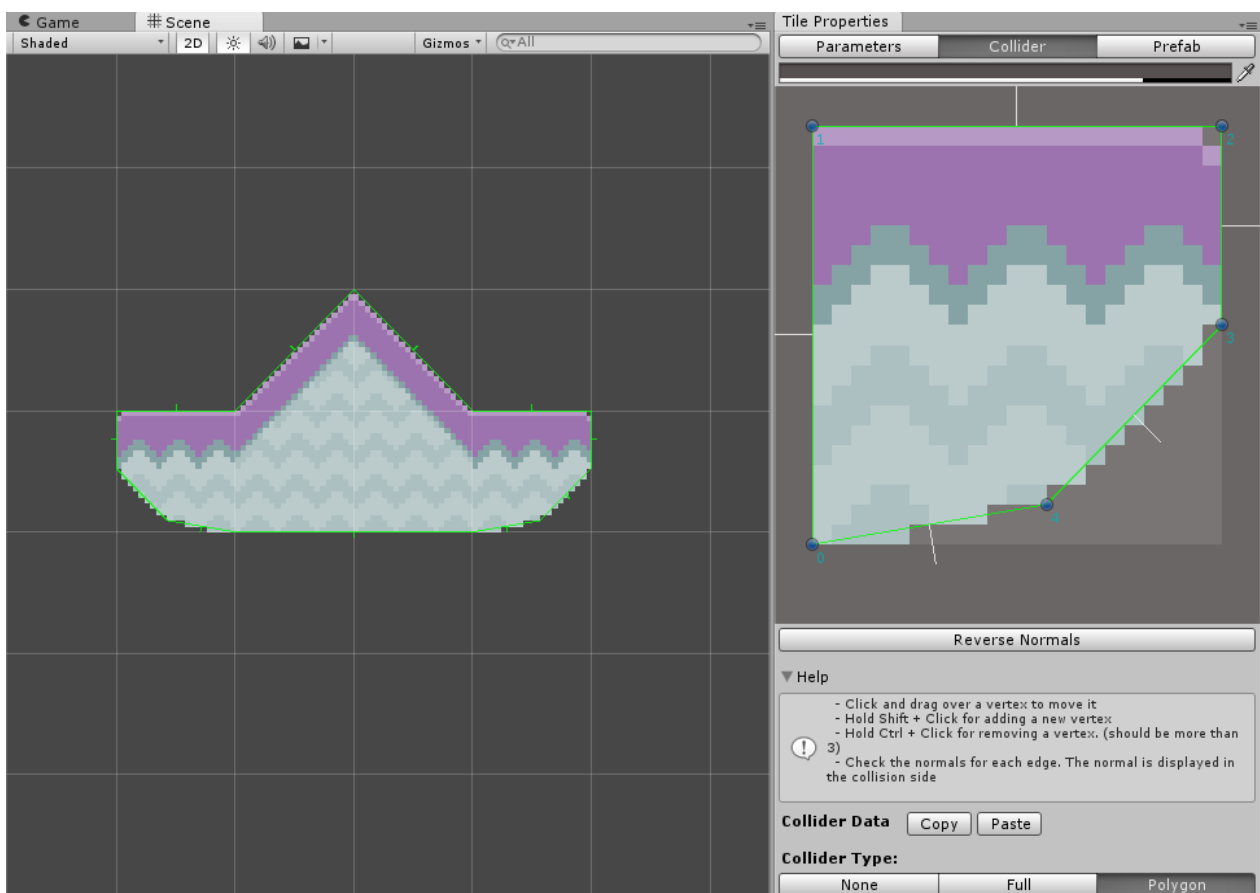 Game
Scene
Shaded
2D
Gizmos
All
Tile Properties
Parameters
Collider
Prefab
1
2
3
4
0
Reverse Normals
Help
- Click and drag over a vertex to move it
- Hold Shift + Click for adding a new vertex
- Hold Ctrl + Click for removing a vertex. (should be more than
3)
- Check the normals for each edge. The normal is displayed in
the collision side
Collider Data
Copy
Paste
Collider Type:
None
Full
Polygon